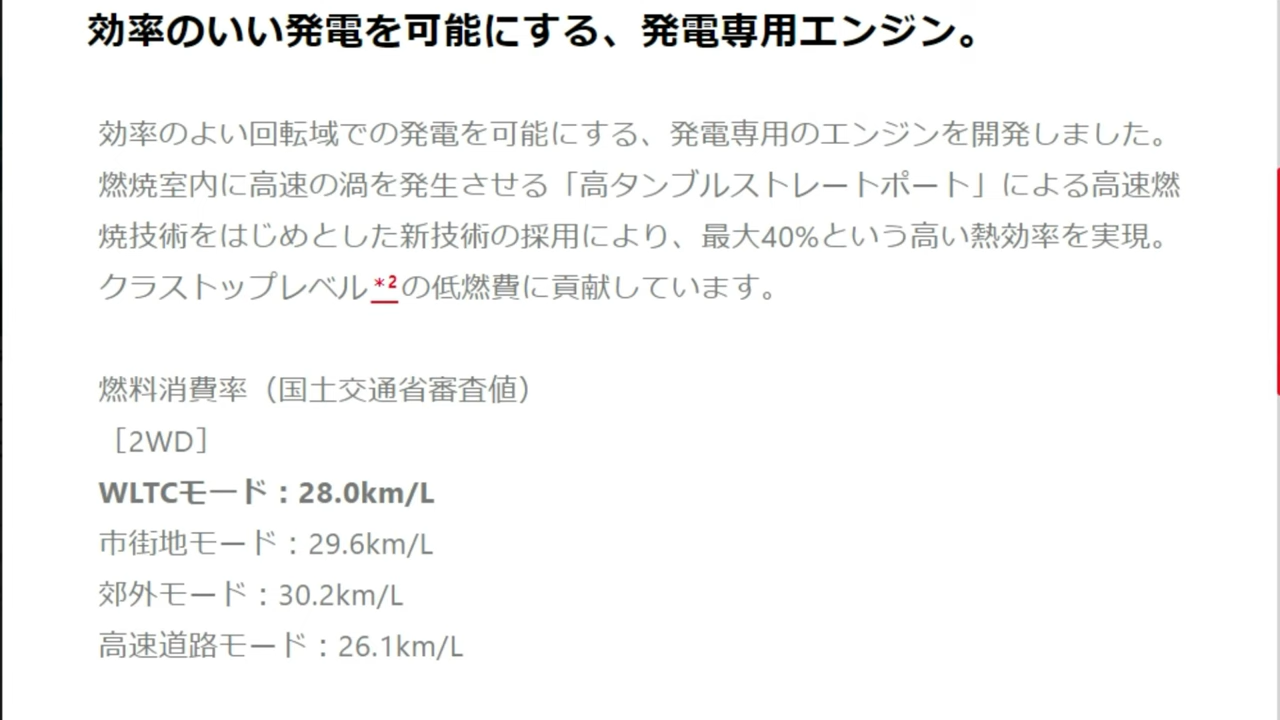 効率のいい発電を可能にする、発電専用エンジン。
効率のよい回転域での発電を可能にする、発電専用のエンジンを開発しました。
燃焼室内に高速の渦を発生させる「高タンブルストレートポート」による高速燃
焼技術をはじめとした新技術の採用により、最大40%という高い熱効率を実現。
クラストップレベル*2の低燃費に貢献しています。
燃料消費率（国土交通省審査値）
［2WD］
WLTCモード：28.0km/L
市街地モード：29.6km/L
郊外モード：30.2km/L
高速道路モード：26.1km/L